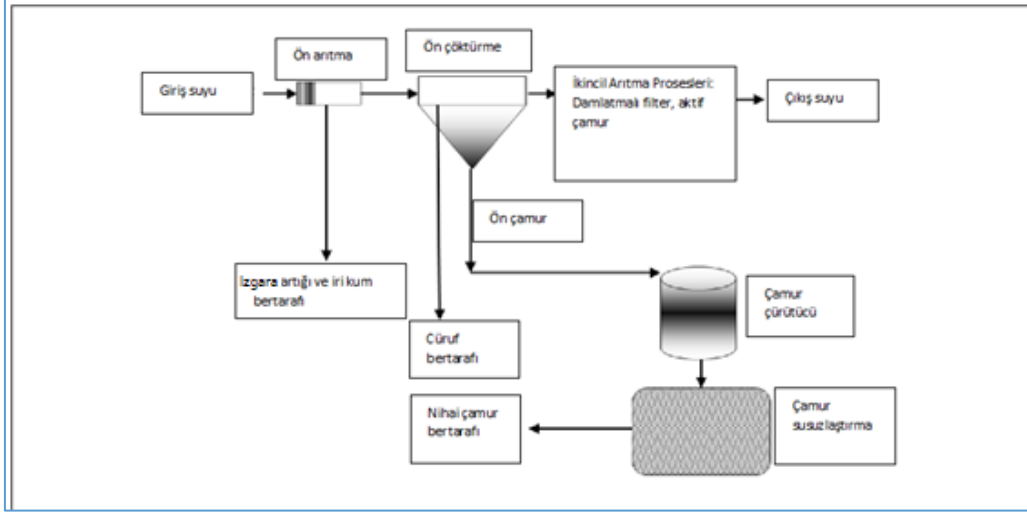 Ön arıtma
Ön çöktürme
Giriş suyu
İkincil Arıtma Prosesleri:
Damlatmalı filter, aktif
çamur
Çıkış suyu
Ön çamur
Izgara artığı ve iri kum
bertarafı
Çamur
çürütücü
Cüruf
bertarafı
Nihai çamur
bertarafı
Çamur
susuzlaştırma